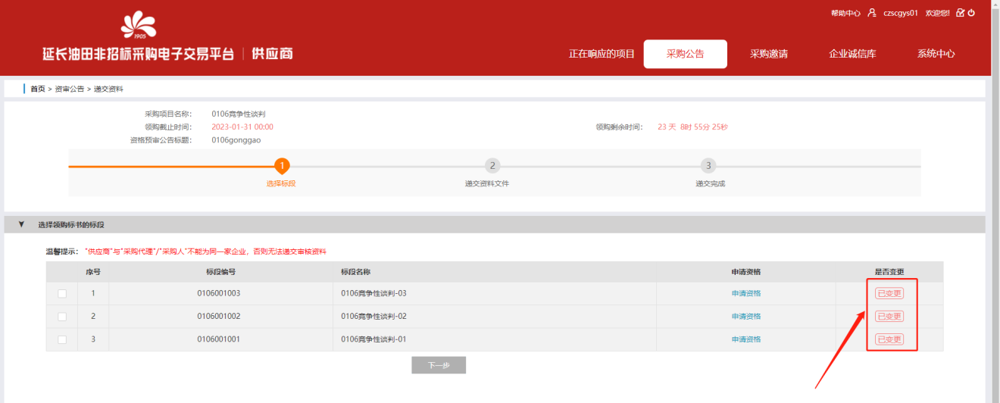 帮助中心 czscgys01 欢迎您!
1905
延长油田非招标采购电子交易平台 | 供应商
正在响应的项目 采购公告 采购邀请 企业诚信库 系统中心
首页 > 资审公告 > 递交资料
采购项目名称: 0106竞争性谈判
领购截止时间: 2023-01-31 00:00 领购剩余时间: 23 天 8时 55分 25秒
资格预审公告标题: 0106gonggao
1 2 3
选择标段 递交资料文件 递交完成
选择领购标书的标段
温馨提示: "供应商"与"采购代理"/"采购人"不能为同一家企业，否则无法递交审核资料
序号 标段编号 标段名称 申请资格 是否变更
1 0106001003 0106竞争性谈判-03 申请资格 已变更
2 0106001002 0106竞争性谈判-02 申请资格 已变更
3 0106001001 0106竞争性谈判-01 申请资格 已变更
下一步